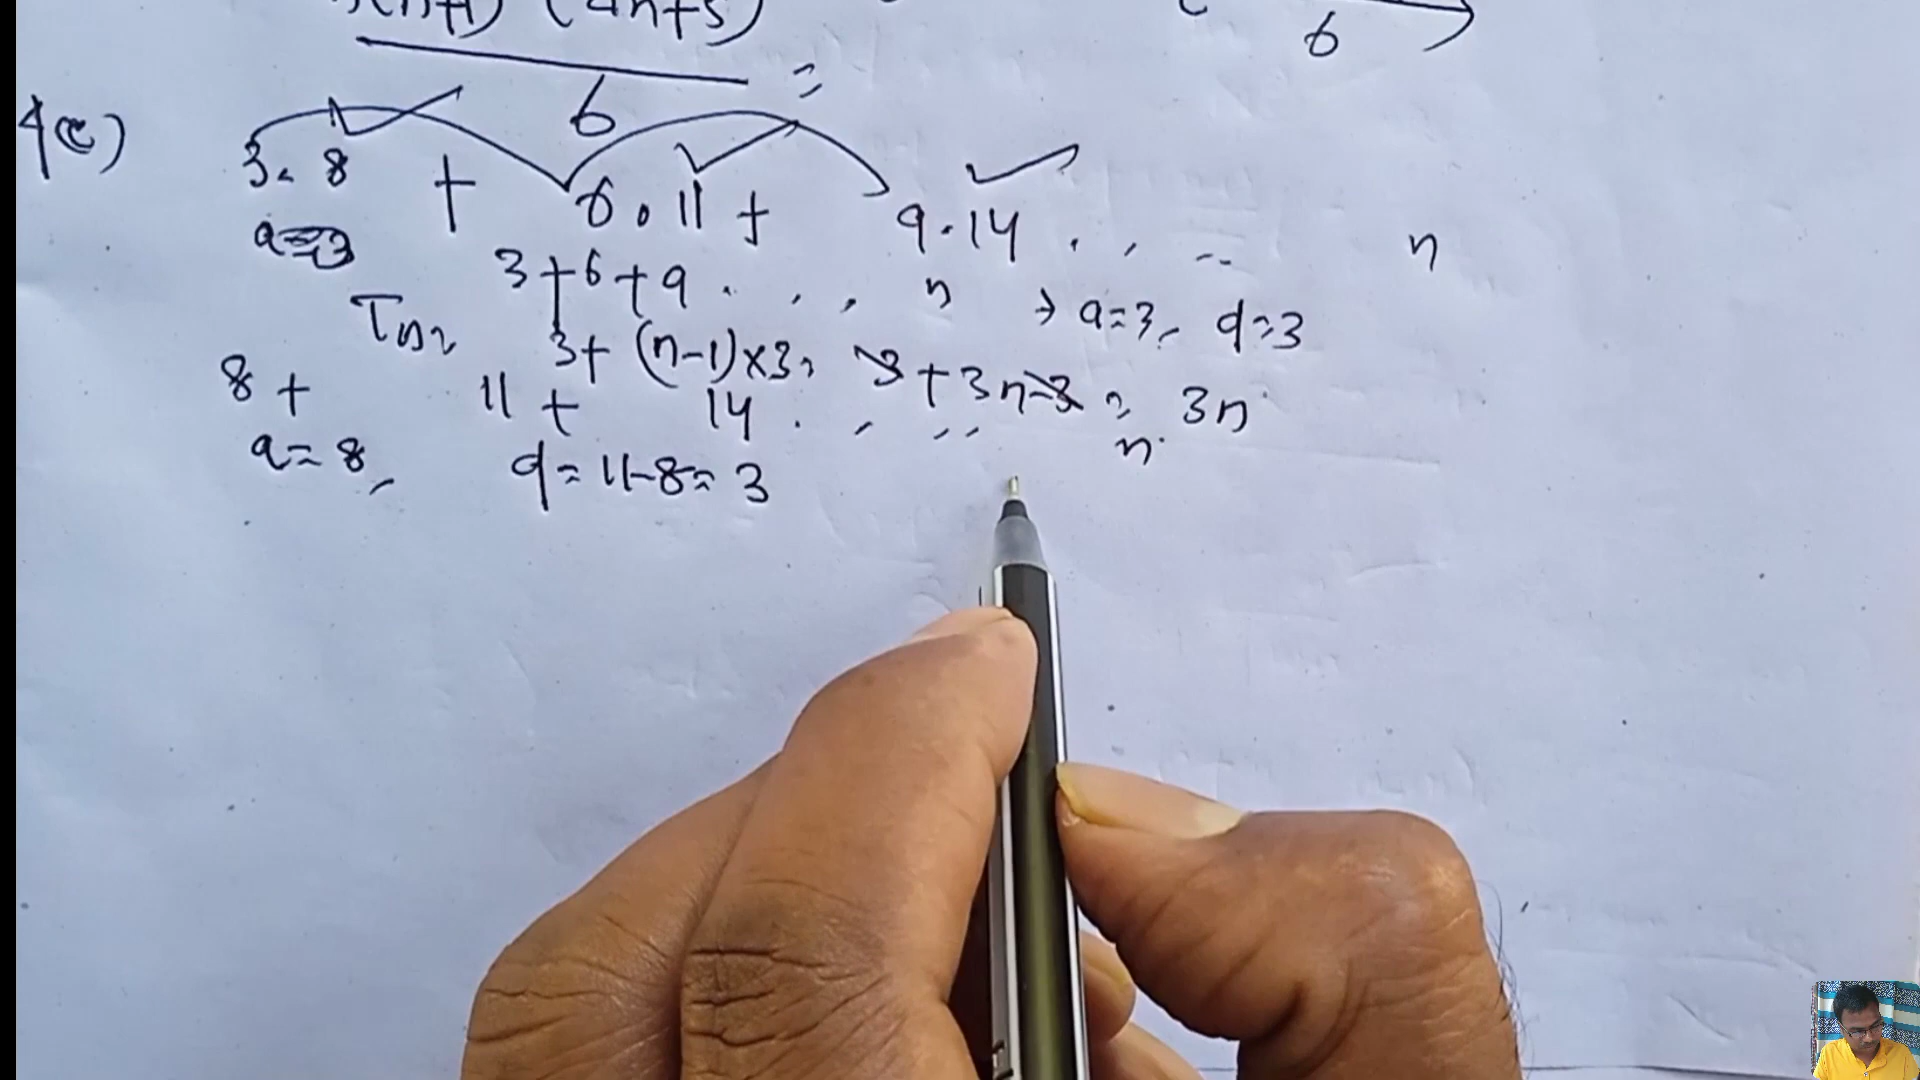 n(n+1) (4n+5)
6 =
6
4(c) 3. 8 + 6.11 + 9.14 . , .. n
a=3
3+6+9 . . , , n → a=3, d=3
Tn = 3+ (n-1)×3 = 3+3n-3 = 3n
8 + 11 + 14 . , .. n
a=8, d=11-8=3